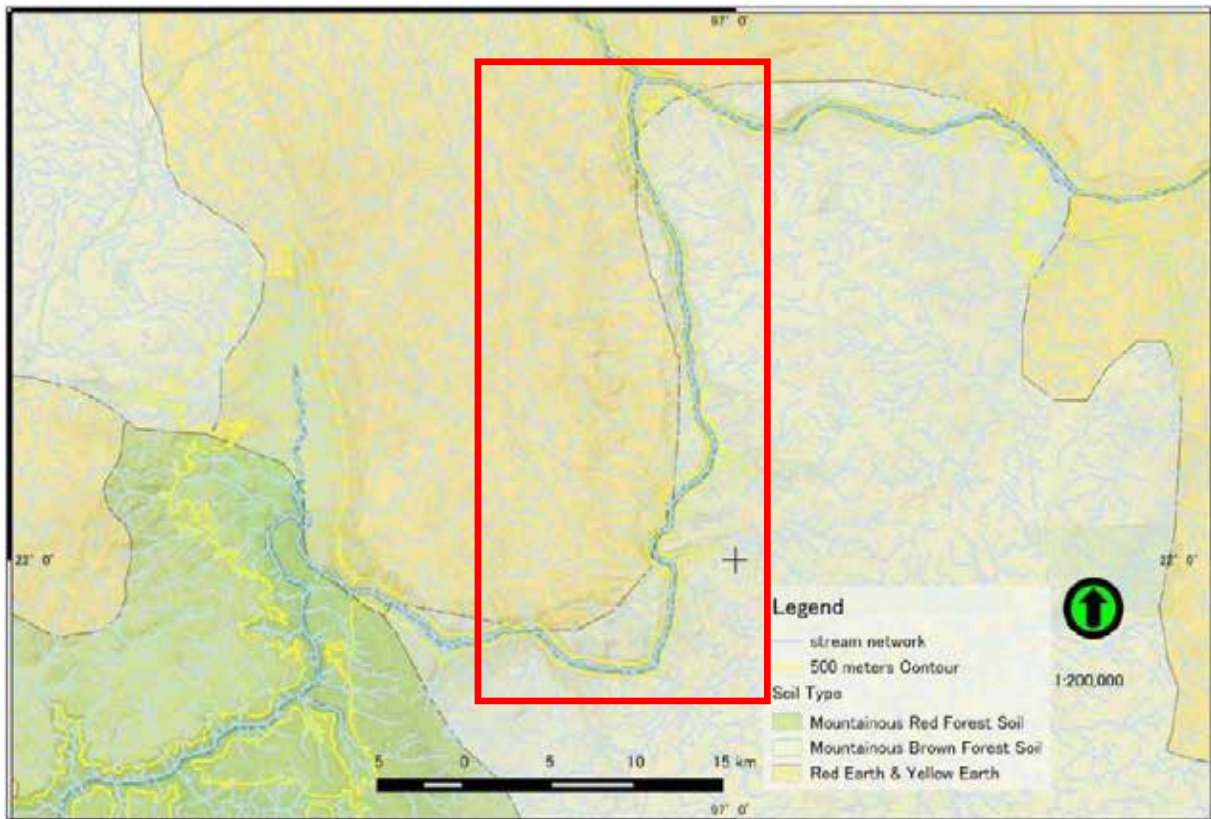 97° 0'
22° 0'
22° 0'
Legend
stream network
500 meters Contour
Soil Type
Mountainous Red Forest Soil
Mountainous Brown Forest Soil
Red Earth & Yellow Earth
1:200,000
5 0 5 10 15 km
97° 0'